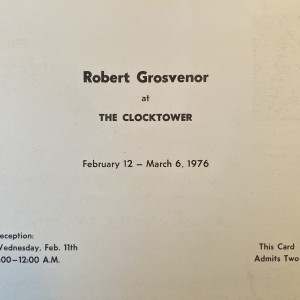 Robert Grosvenor
at
THE CLOCKTOWER
February 12 – March 6, 1976
eception:
Wednesday, Feb. 11th
:00–12:00 A.M.
This Card
Admits Two